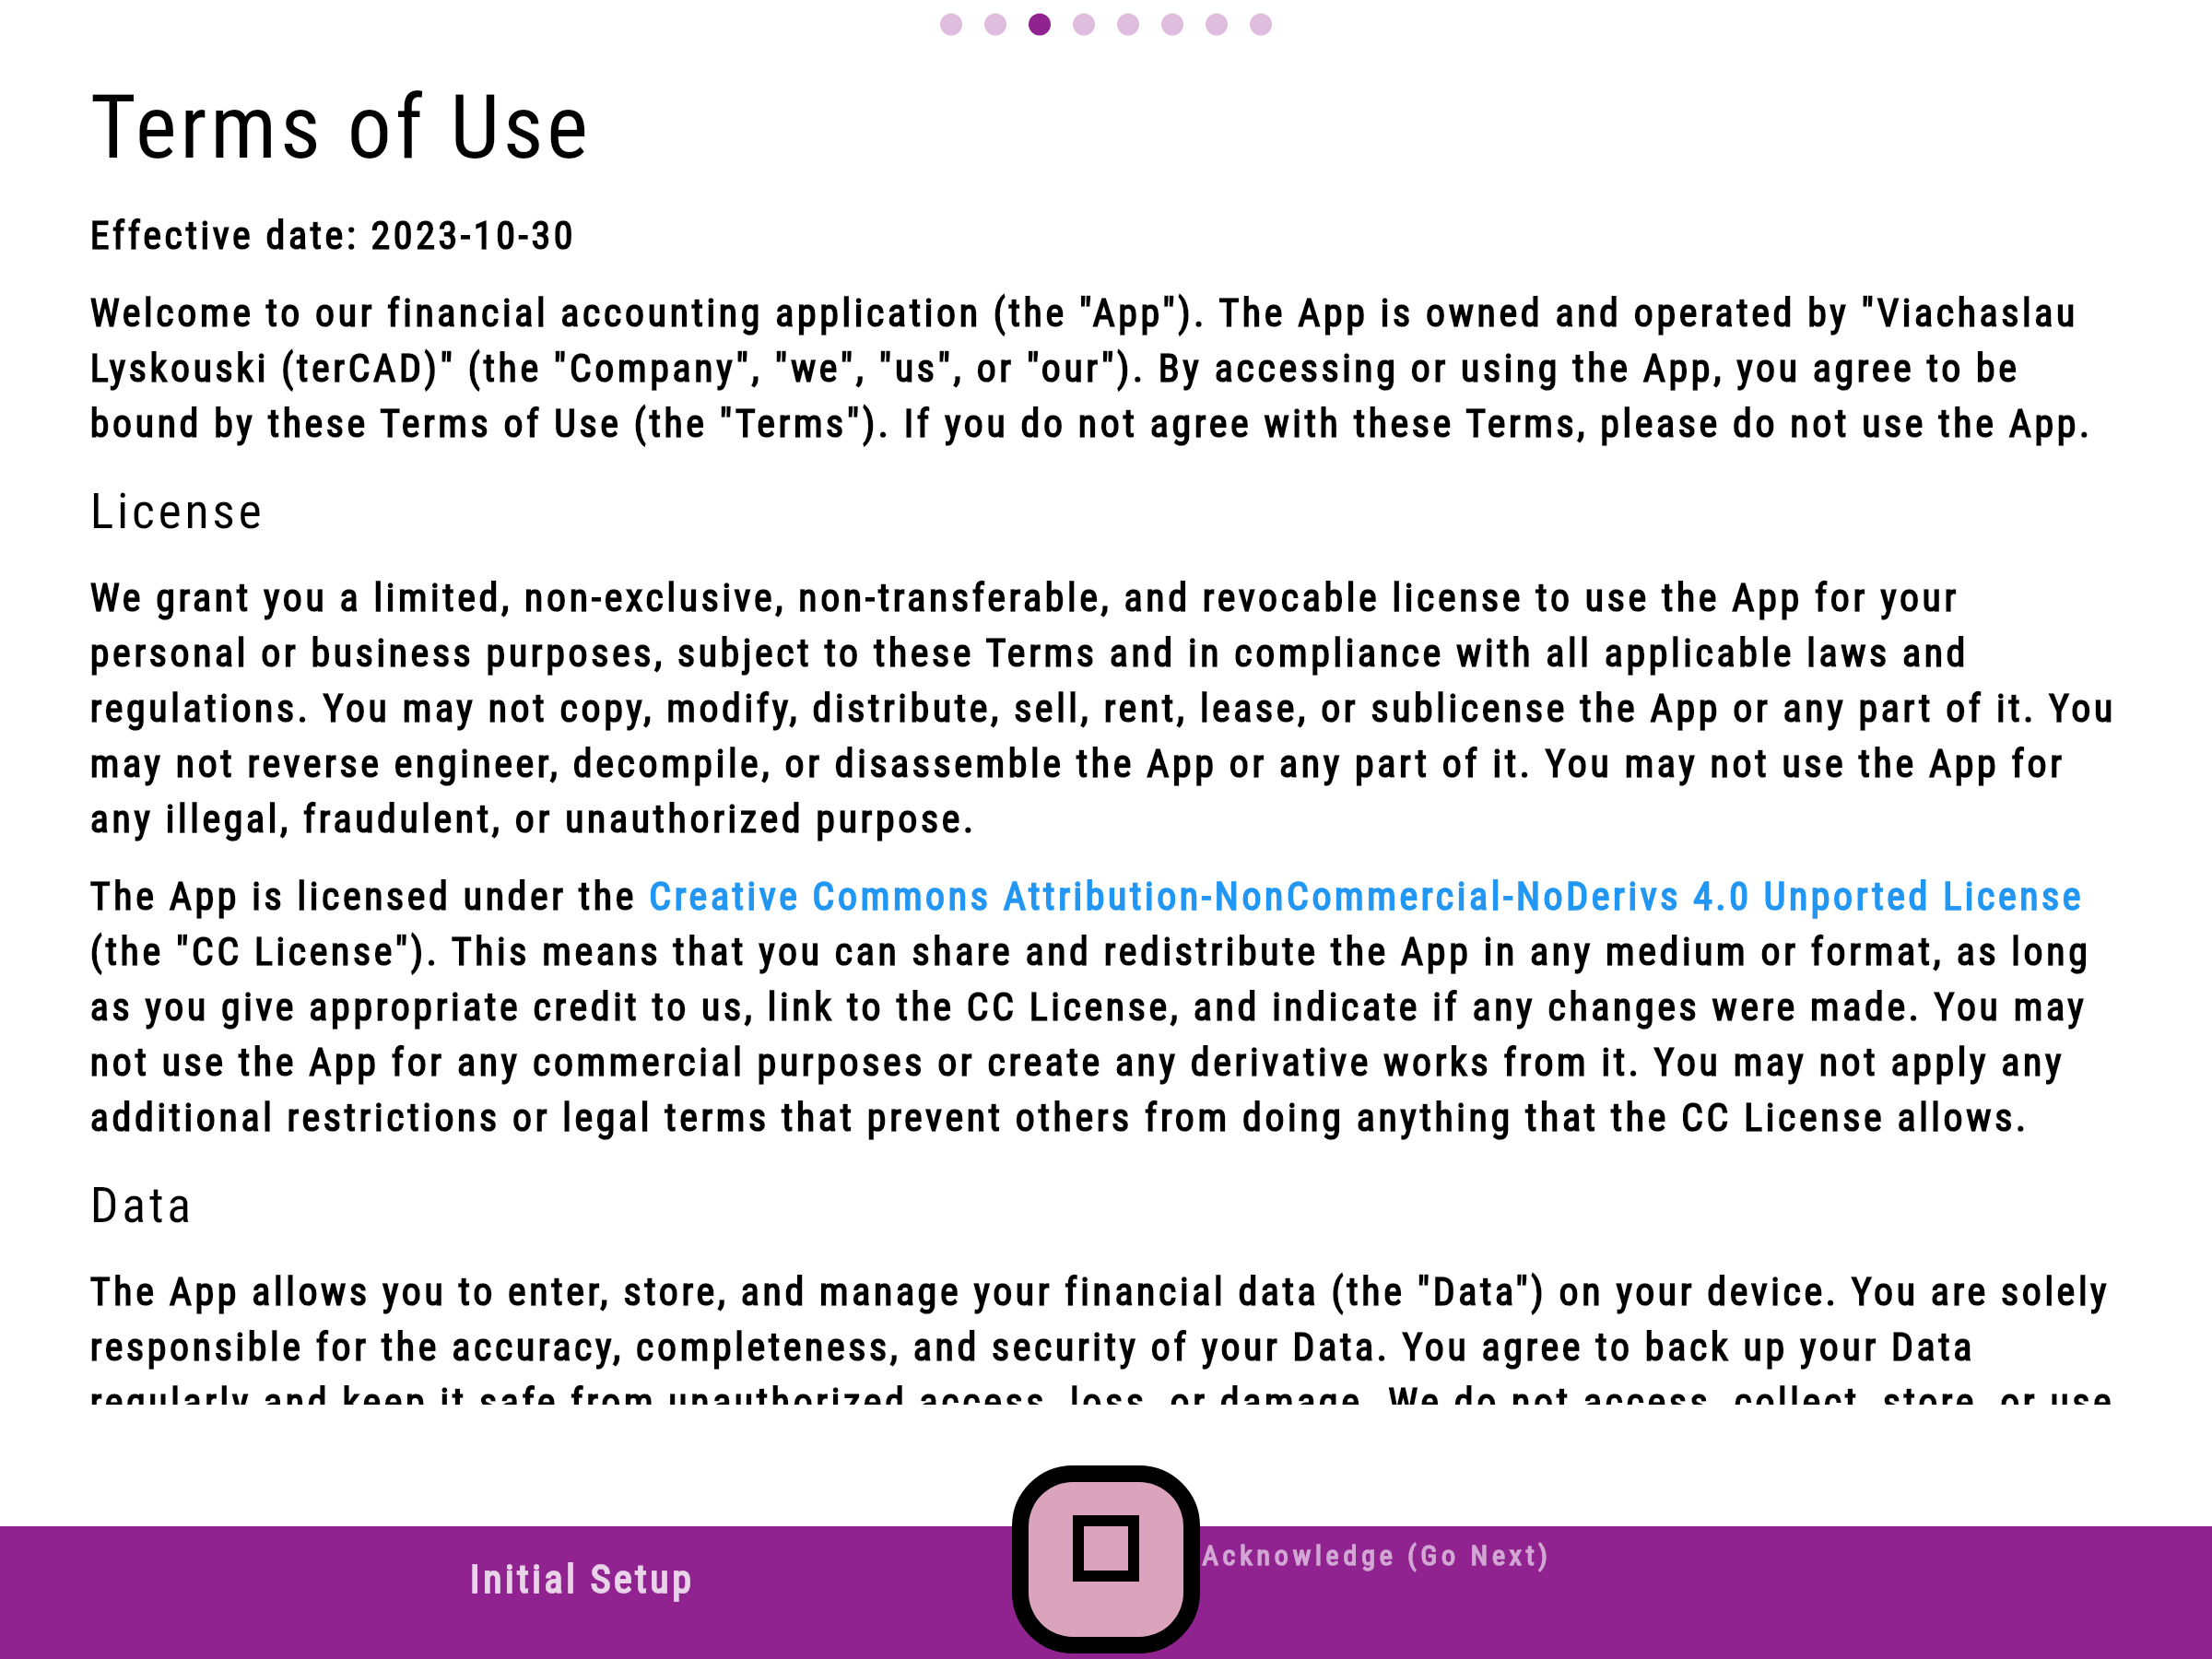 Terms of Use
Effective date: 2023-10-30
Welcome to our financial accounting application (the "App"). The App is owned and operated by "Viachaslau
Lyskouski (terCAD)" (the "Company", "we", "us", or "our"). By accessing or using the App, you agree to be
bound by these Terms of Use (the "Terms"). If you do not agree with these Terms, please do not use the App.
License
We grant you a limited, non-exclusive, non-transferable, and revocable license to use the App for your
personal or business purposes, subject to these Terms and in compliance with all applicable laws and
regulations. You may not copy, modify, distribute, sell, rent, lease, or sublicense the App or any part of it. You
may not reverse engineer, decompile, or disassemble the App or any part of it. You may not use the App for
any illegal, fraudulent, or unauthorized purpose.
The App is licensed under the Creative Commons Attribution-NonCommercial-NoDerivs 4.0 Unported License
(the "CC License"). This means that you can share and redistribute the App in any medium or format, as long
as you give appropriate credit to us, link to the CC License, and indicate if any changes were made. You may
not use the App for any commercial purposes or create any derivative works from it. You may not apply any
additional restrictions or legal terms that prevent others from doing anything that the CC License allows.
Data
The App allows you to enter, store, and manage your financial data (the "Data") on your device. You are solely
responsible for the accuracy, completeness, and security of your Data. You agree to back up your Data
regularly and keep it safe from unauthorized access, loss, or damage. We do not access, collect, store, or use
Initial Setup
Acknowledge (Go Next)